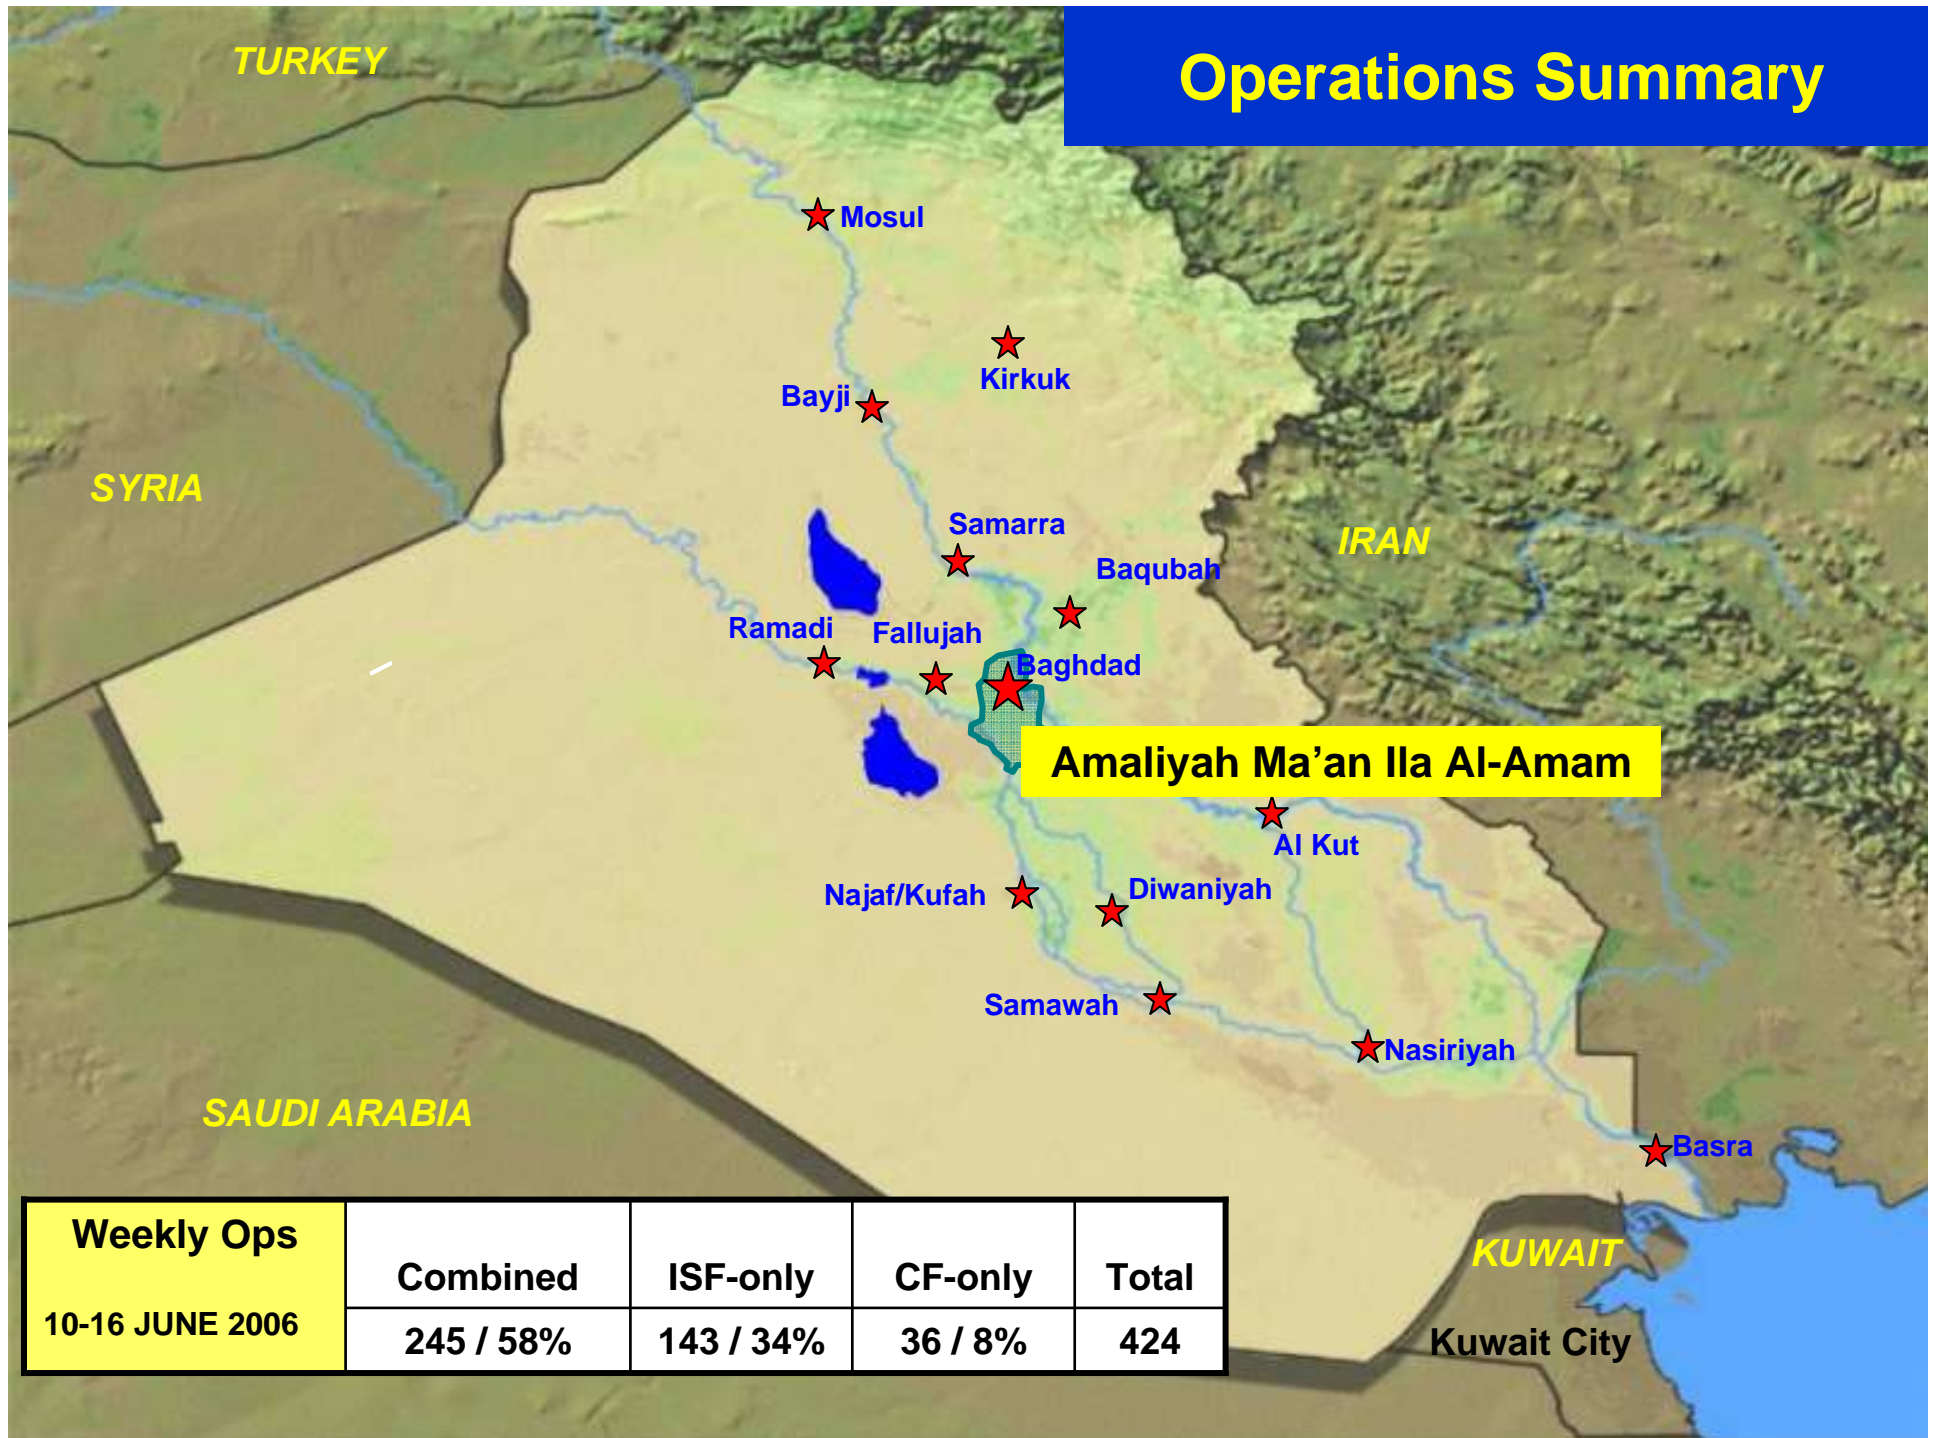 Operations Summary
TURKEY
Mosul
Kirkuk
Bayji
SYRIA
Samarra
IRAN
Baqubah
Ramadi
Fallujah
Baghdad
Amaliyah Ma’an Ila Al-Amam
Al Kut
Najaf/Kufah
Diwaniyah
Samawah
Nasiriyah
SAUDI ARABIA
Basra
KUWAIT
Kuwait City
Weekly Ops
10-16 JUNE 2006
Combined ISF-only CF-only Total
245 / 58% 143 / 34% 36 / 8% 424